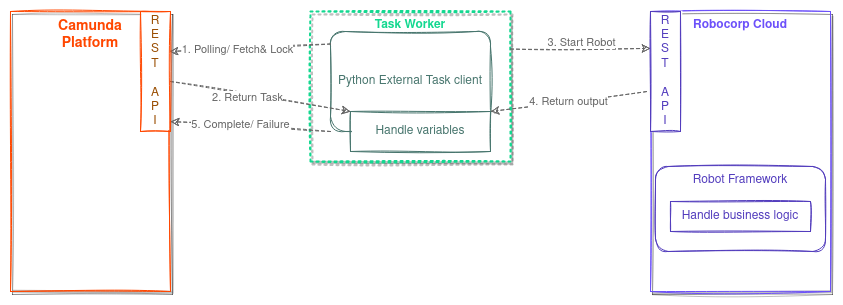 Camunda
Platform
R
E
S
T
A
P
I
1. Polling/ Fetch& Lock
2. Return Task
5. Complete/ Failure
Task Worker
Python External Task client
Handle variables
3. Start Robot
4. Return output
R
E
S
T
A
P
I
Robocorp Cloud
Robot Framework
Handle business logic